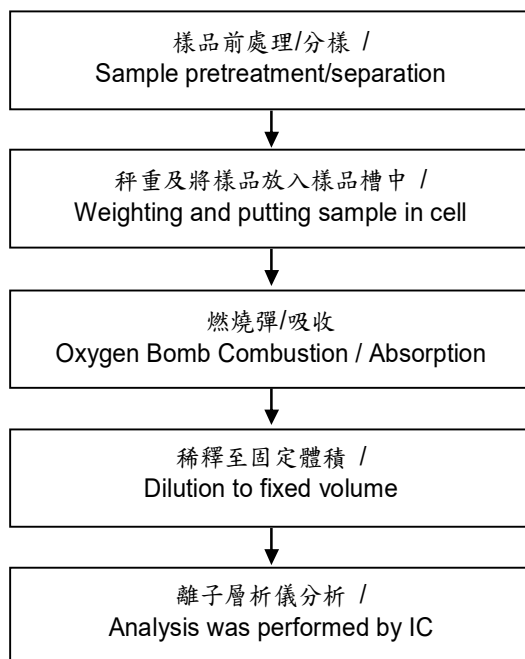 樣品前處理/分樣 /
Sample pretreatment/separation
秤重及將樣品放入樣品槽中 /
Weighting and putting sample in cell
燃燒彈/吸收
Oxygen Bomb Combustion / Absorption
稀釋至固定體積 /
Dilution to fixed volume
離子層析儀分析 /
Analysis was performed by IC